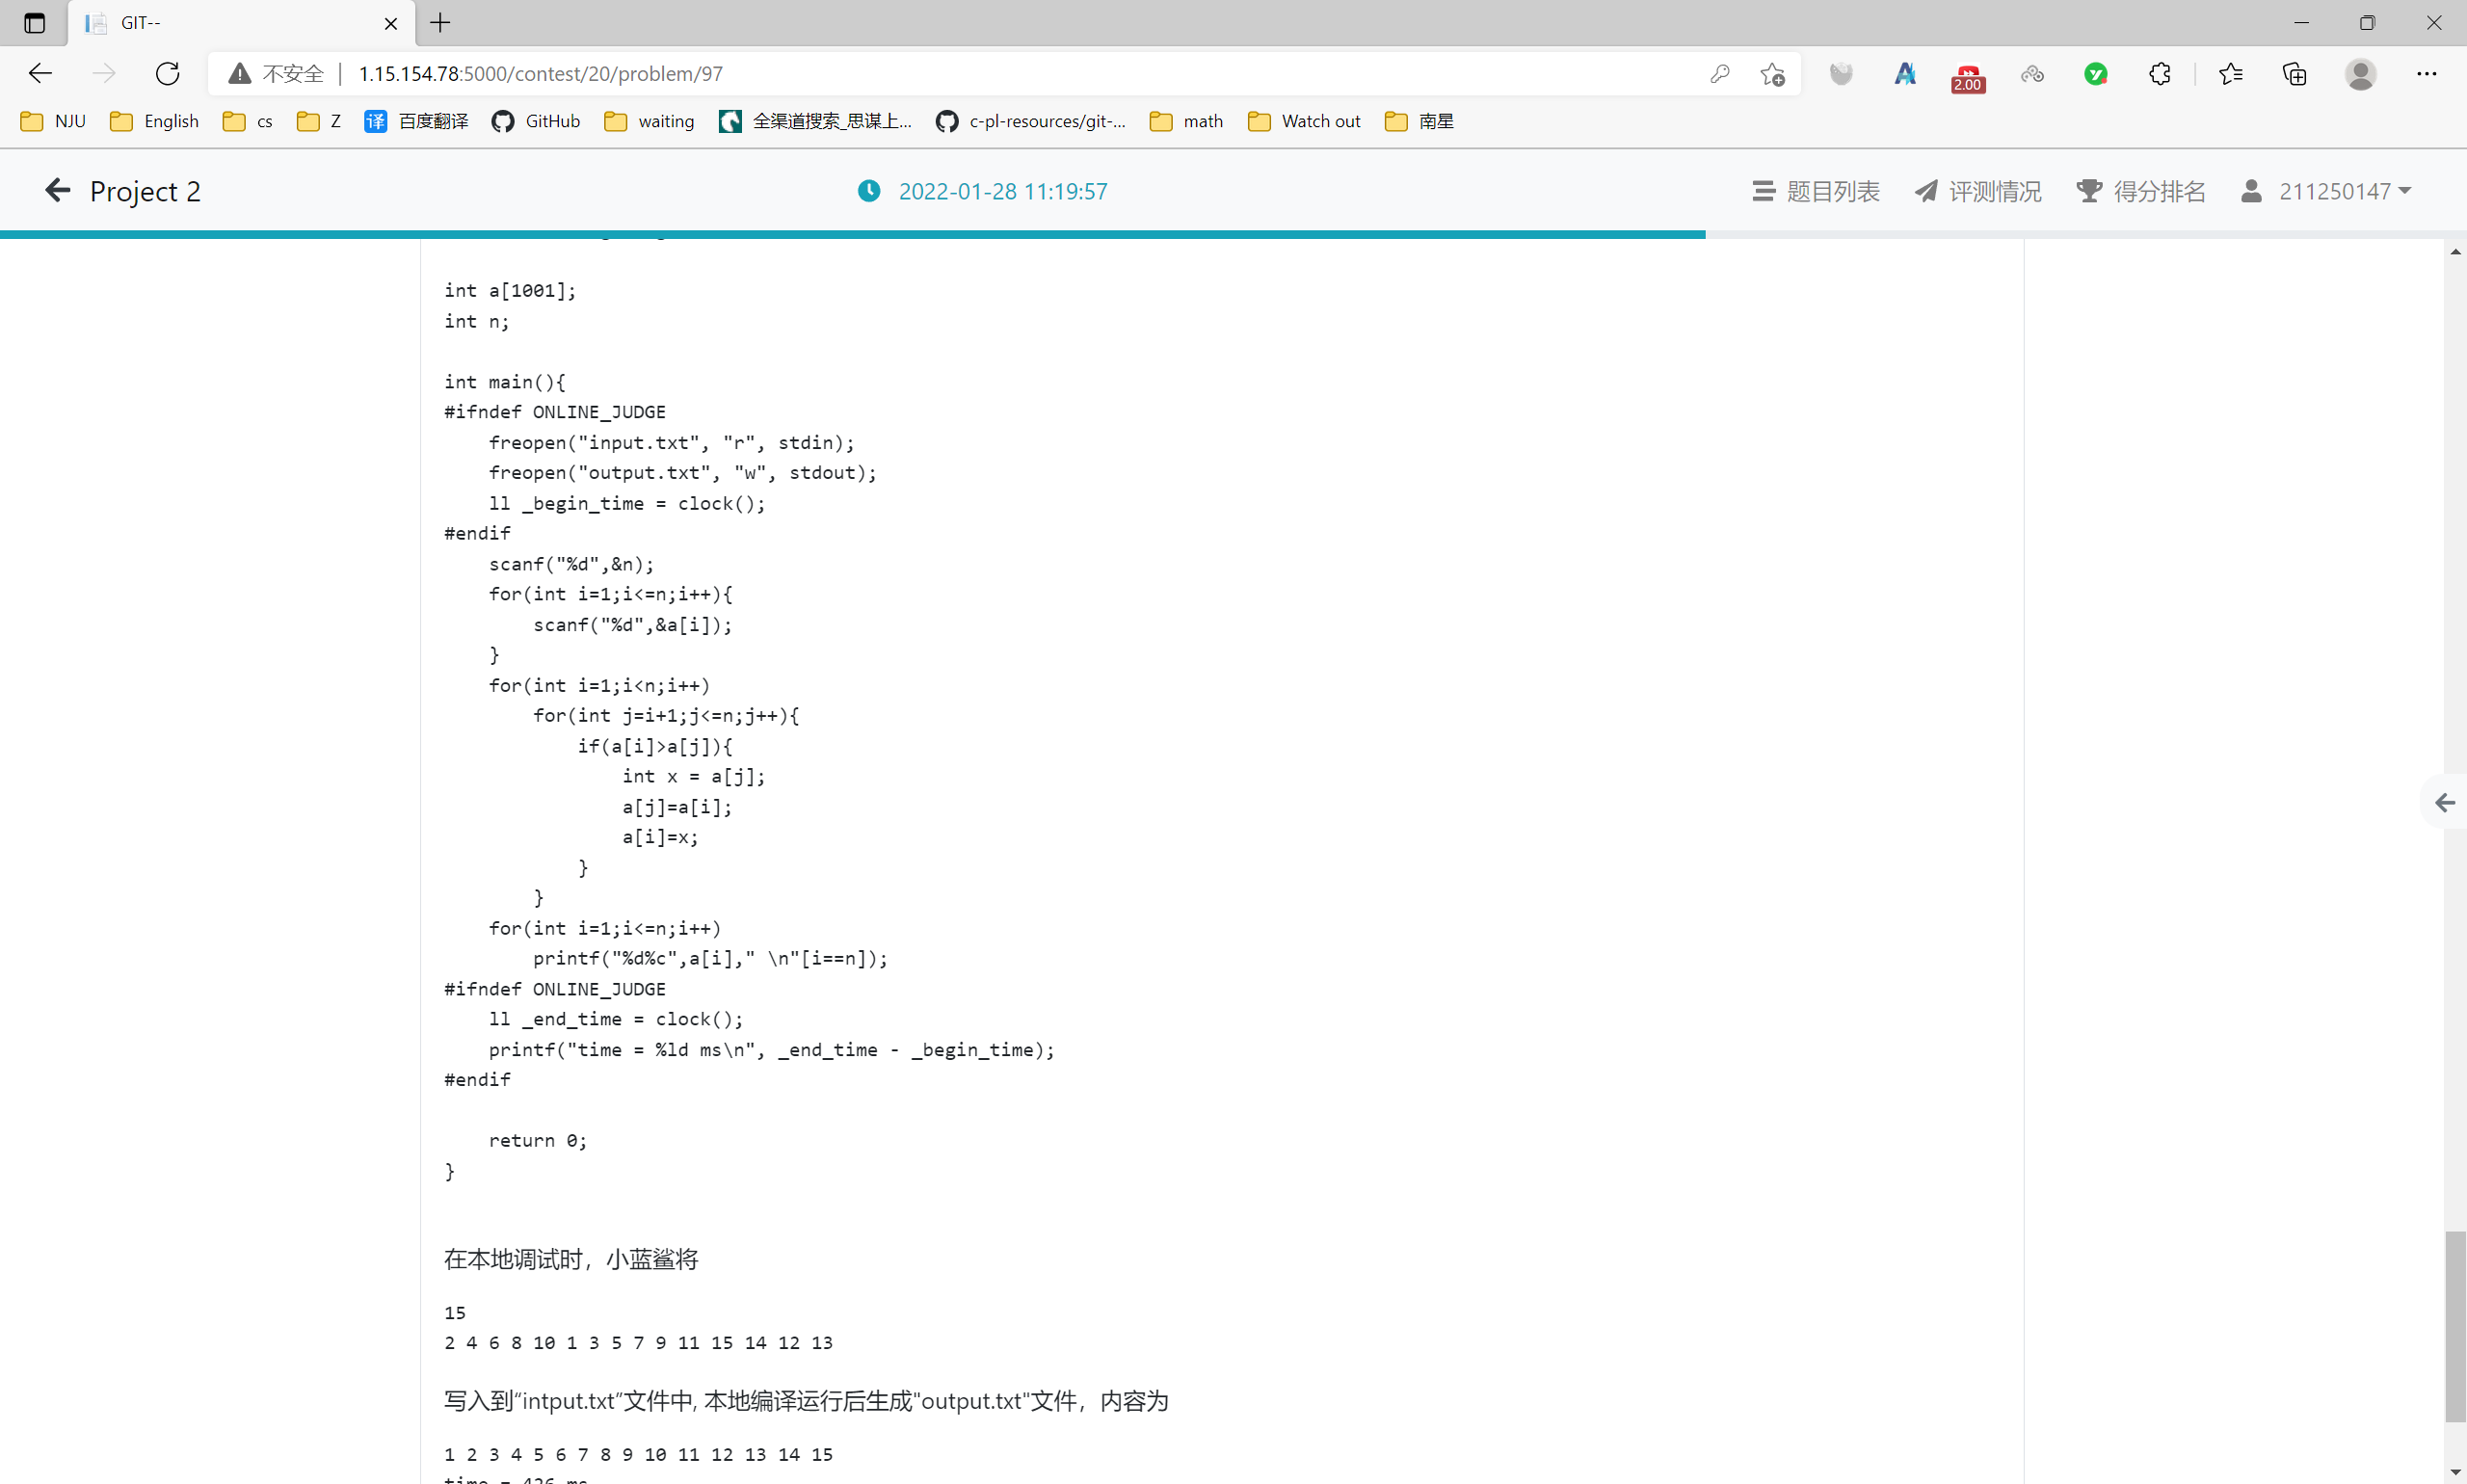 GIT--
不安全 | 1.15.154.78:5000/contest/20/problem/97
2.00
NJU English cs Z 译 百度翻译 GitHub waiting 全渠道搜索_思谋上... c-pl-resources/git-... math Watch out 南星
Project 2 2022-01-28 11:19:57 题目列表 评测情况 得分排名 211250147
int a[1001];
int n;
int main(){
#ifndef ONLINE_JUDGE
    freopen("input.txt", "r", stdin);
    freopen("output.txt", "w", stdout);
    ll _begin_time = clock();
#endif
    scanf("%d",&n);
    for(int i=1;i<=n;i++){
        scanf("%d",&a[i]);
    }
    for(int i=1;i<n;i++)
        for(int j=i+1;j<=n;j++){
            if(a[i]>a[j]){
                int x = a[j];
                a[j]=a[i];
                a[i]=x;
            }
        }
    for(int i=1;i<=n;i++)
        printf("%d%c",a[i]," \n"[i==n]);
#ifndef ONLINE_JUDGE
    ll _end_time = clock();
    printf("time = %ld ms\n", _end_time - _begin_time);
#endif
    return 0;
}
在本地调试时，小蓝鲨将
15
2 4 6 8 10 1 3 5 7 9 11 15 14 12 13
写入到“intput.txt”文件中, 本地编译运行后生成"output.txt"文件，内容为
1 2 3 4 5 6 7 8 9 10 11 12 13 14 15
time = 426 ms